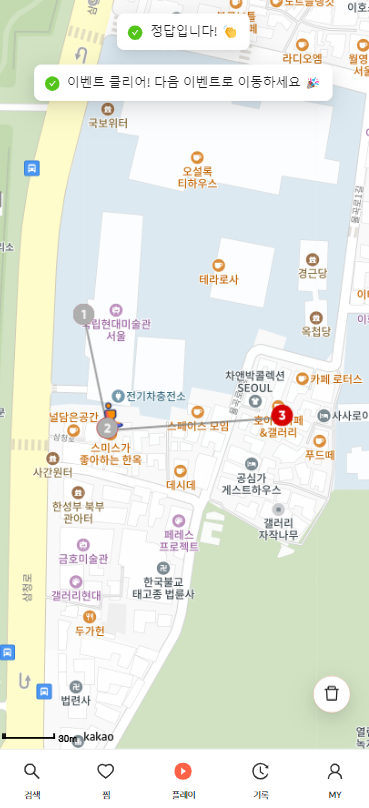 정답입니다! 👏
이벤트 클리어! 다음 이벤트로 이동하세요 🎉
라디오엠
국보위터
오설록
티하우스
테라로사
경근당
옥첩당
1
국립현대미술관
서울
차앤박콜렉션
SEOUL
카페 로터스
전기차충전소
널담은공간
2
스페이스 모임
3
&갤러리
사사로이
푸드떼
삼청로
스미스가
좋아하는 한옥
사간원터
데시데
공심가
게스트하우스
한성부 북부
관아터
갤러리
자작나무
페레스
프로젝트
금호미술관
한국불교
태고종 법륜사
갤러리현대
삼청로
두가헌
법련사
30m
kakao
검색
찜
플레이
기록
MY